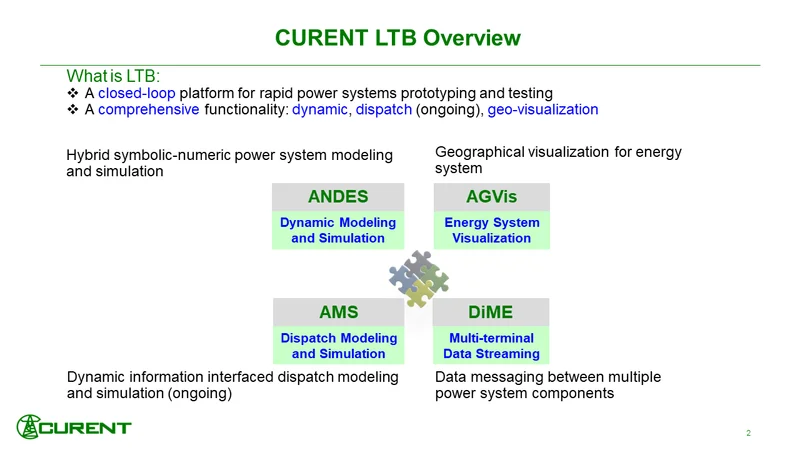 CURENT LTB Overview
What is LTB:
❖ A closed-loop platform for rapid power systems prototyping and testing
❖ A comprehensive functionality: dynamic, dispatch (ongoing), geo-visualization
Hybrid symbolic-numeric power system modeling
and simulation
Geographical visualization for energy
system
ANDES
Dynamic Modeling
and Simulation
AGVis
Energy System
Visualization
AMS
Dispatch Modeling
and Simulation
DiME
Multi-terminal
Data Streaming
Dynamic information interfaced dispatch modeling
and simulation (ongoing)
Data messaging between multiple
power system components
CURENT
2